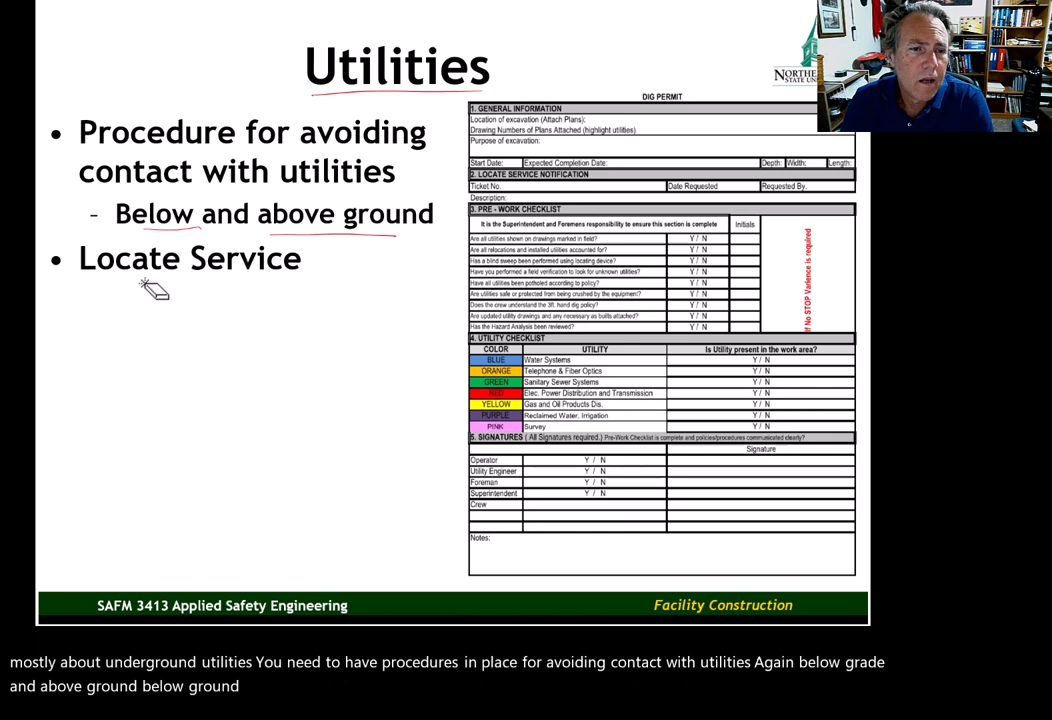 Utilities
• Procedure for avoiding
contact with utilities
- Below and above ground
• Locate Service
DIG PERMIT
1. GENERAL INFORMATION
Location of excavation (Attach Plans):
Drawing Numbers of Plans Attached (highlight utilities)
Purpose of excavation:
Start Date: Expected Completion Date: Depth: Width: Length:
2. LOCATE SERVICE NOTIFICATION
Ticket No. Date Requested Requested By.
Description:
3. PRE - WORK CHECKLIST
It is the Superintendent and Foremens responsibility to ensure this section is complete Initials
Are all utilities shown on drawings marked in field? Y / N
Are all relocations and installed utilities accounted for? Y / N
Has a blind sweep been performed using locating device? Y / N
Have you performed a field verification to look for unknown utilities? Y / N
Have all utilities been potholed according to policy? Y / N
Are utilities safe or protected from being crushed by the equipment? Y / N
Does the crew understand the 3ft. hand dig policy? Y / N
Are updated utility drawings and any necessary as builts attached? Y / N
Has the Hazard Analysis been reviewed? Y / N
If No STOP Varience is required
4. UTILITY CHECKLIST
COLOR UTILITY Is Utility present in the work area?
BLUE Water Systems Y / N
ORANGE Telephone & Fiber Optics Y / N
GREEN Sanitary Sewer Systems Y / N
RED Elec. Power Distribution and Transmission Y / N
YELLOW Gas and Oil Products Dis. Y / N
PURPLE Reclaimed Water, Irrigation Y / N
PINK Survey Y / N
5. SIGNATURES ( All Signatures required.) Pre-Work Checklist is complete and policies/procedures communicated clearly?
Signature
Operator Y / N
Utility Engineer Y / N
Foreman Y / N
Superintendent Y / N
Crew
Notes:
SAFM 3413 Applied Safety Engineering Facility Construction
mostly about underground utilities You need to have procedures in place for avoiding contact with utilities Again below grade
and above ground below ground